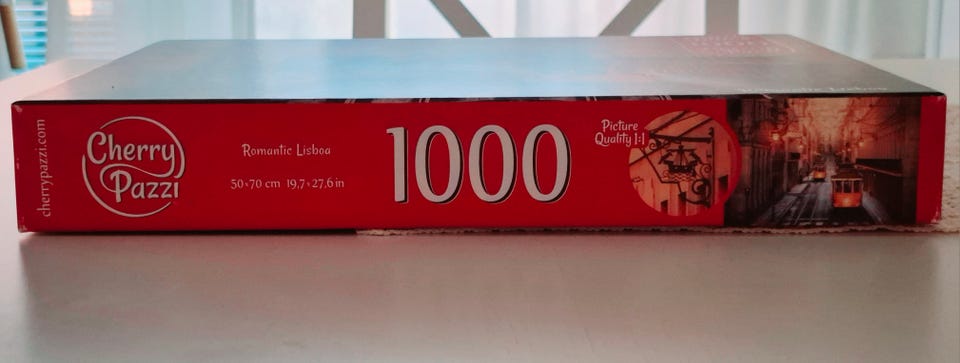 cherrypazzi.com
Cherry
Pazzi
Romantic Lisboa
50×70 cm 19,7×27,6 in
1000
Picture
Quality 1:1